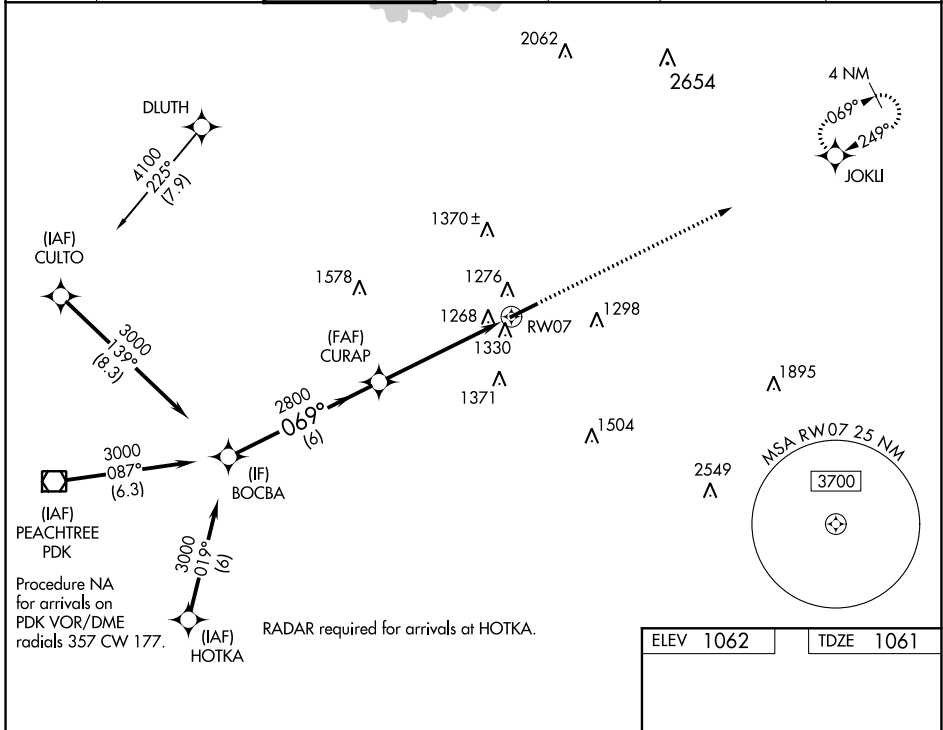 2062
2654
4 NM
069°
249°
JOKLI
DLUTH
4100
225°
(7.9)
(IAF)
CULTO
1370 ±
1578
1276
1268
RW07
1298
1330
3000
139°
(8.3)
(FAF)
CURAP
1371
1895
2800
069°
(6)
1504
MSA RW07 25 NM
3700
3000
087°
(6.3)
(IF)
BOCBA
2549
(IAF)
PEACHTREE
PDK
3000
019°
(6)
Procedure NA
for arrivals on
PDK VOR/DME
radials 357 CW 177.
(IAF)
HOTKA
RADAR required for arrivals at HOTKA.
ELEV 1062
TDZE 1061